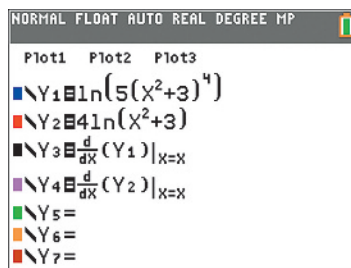 NORMAL FLOAT AUTO REAL DEGREE MP
Plot1 Plot2 Plot3
\Y₁=ln(5(X²+3)⁴)
\Y₂=4ln(X²+3)
\Y₃=d/dX(Y₁)|X=X
\Y₄=d/dX(Y₂)|X=X
\Y₅=
\Y₆=
\Y₇=